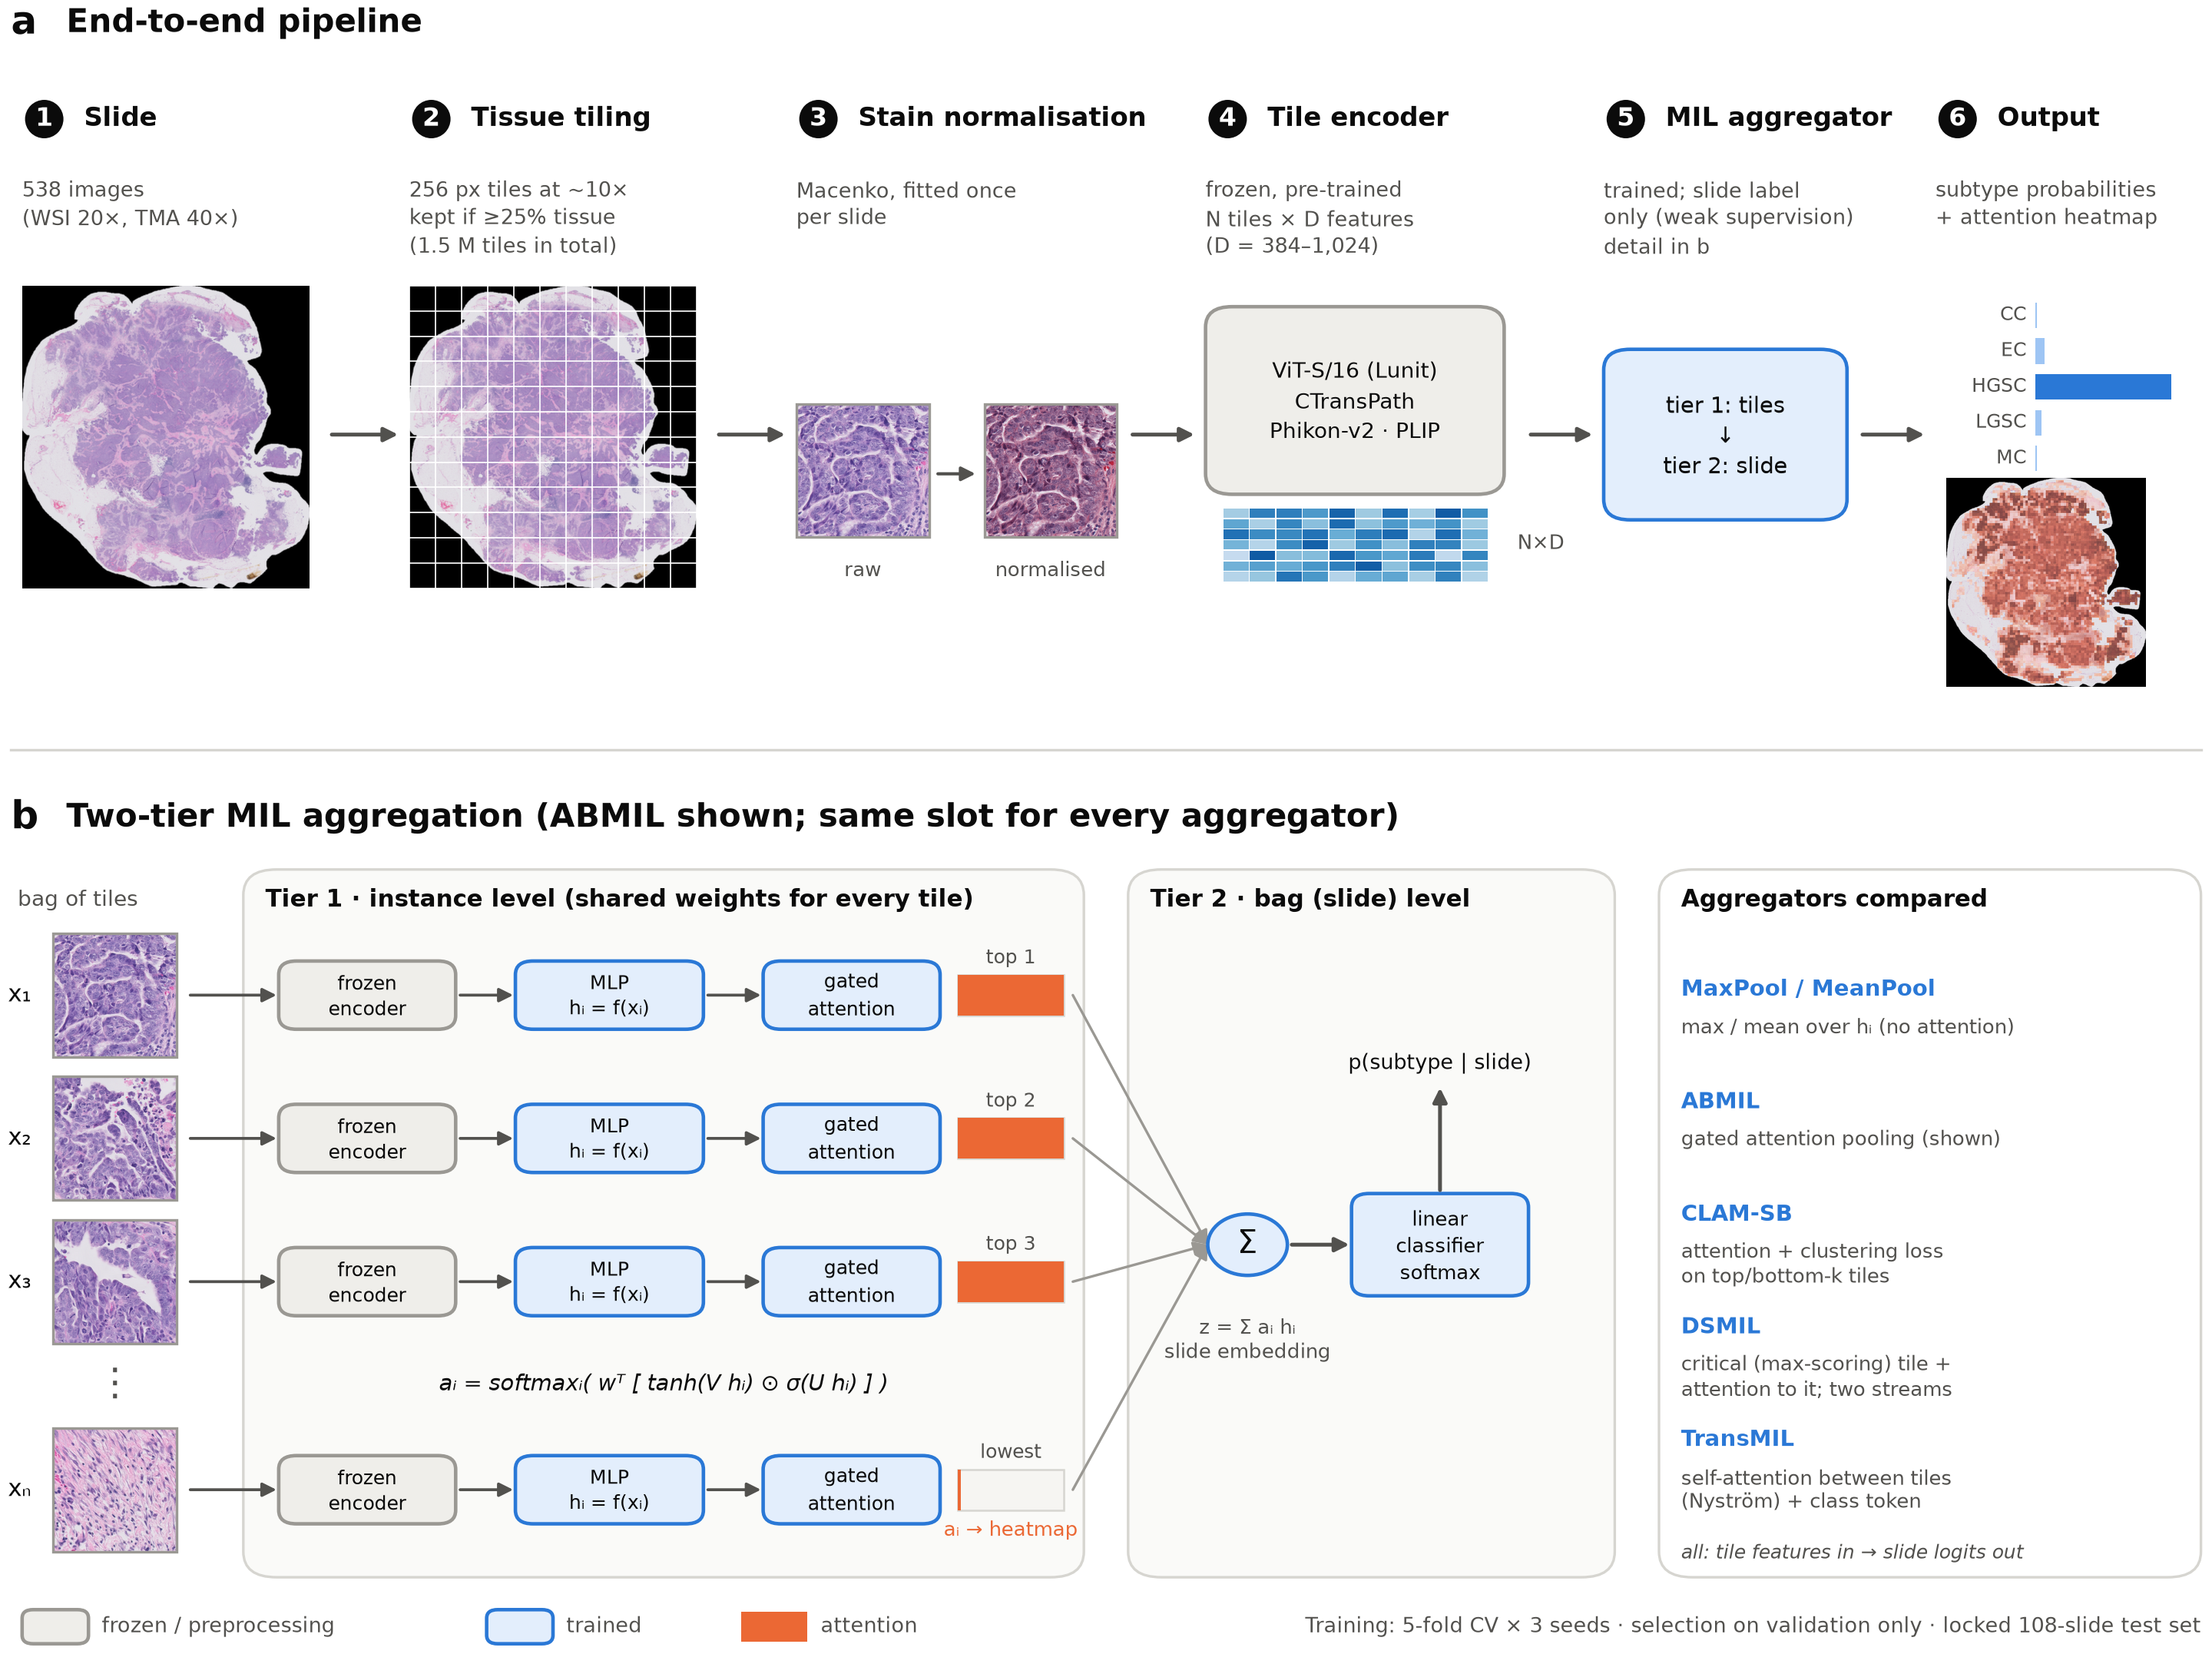 a End-to-end pipeline
1 Slide
538 images
(WSI 20×, TMA 40×)
2 Tissue tiling
256 px tiles at ~10×
kept if ≥25% tissue
(1.5 M tiles in total)
3 Stain normalisation
Macenko, fitted once
per slide
raw
normalised
4 Tile encoder
frozen, pre-trained
N tiles × D features
(D = 384–1,024)
ViT-S/16 (Lunit)
CTransPath
Phikon-v2 · PLIP
N×D
5 MIL aggregator
trained; slide label
only (weak supervision)
detail in b
tier 1: tiles
↓
tier 2: slide
6 Output
subtype probabilities
+ attention heatmap
CC
EC
HGSC
LGSC
MC
b Two-tier MIL aggregation (ABMIL shown; same slot for every aggregator)
bag of tiles
Tier 1 · instance level (shared weights for every tile)
x₁
frozen
encoder
MLP
hᵢ = f(xᵢ)
gated
attention
top 1
x₂
frozen
encoder
MLP
hᵢ = f(xᵢ)
gated
attention
top 2
x₃
frozen
encoder
MLP
hᵢ = f(xᵢ)
gated
attention
top 3
⋮
aᵢ = softmaxᵢ( wᵀ [ tanh(V hᵢ) ⊙ σ(U hᵢ) ] )
xₙ
frozen
encoder
MLP
hᵢ = f(xᵢ)
gated
attention
lowest
aᵢ → heatmap
Tier 2 · bag (slide) level
p(subtype | slide)
Σ
linear
classifier
softmax
z = Σ aᵢ hᵢ
slide embedding
Aggregators compared
MaxPool / MeanPool
max / mean over hᵢ (no attention)
ABMIL
gated attention pooling (shown)
CLAM-SB
attention + clustering loss
on top/bottom-k tiles
DSMIL
critical (max-scoring) tile +
attention to it; two streams
TransMIL
self-attention between tiles
(Nyström) + class token
all: tile features in → slide logits out
frozen / preprocessing
trained
attention
Training: 5-fold CV × 3 seeds · selection on validation only · locked 108-slide test set